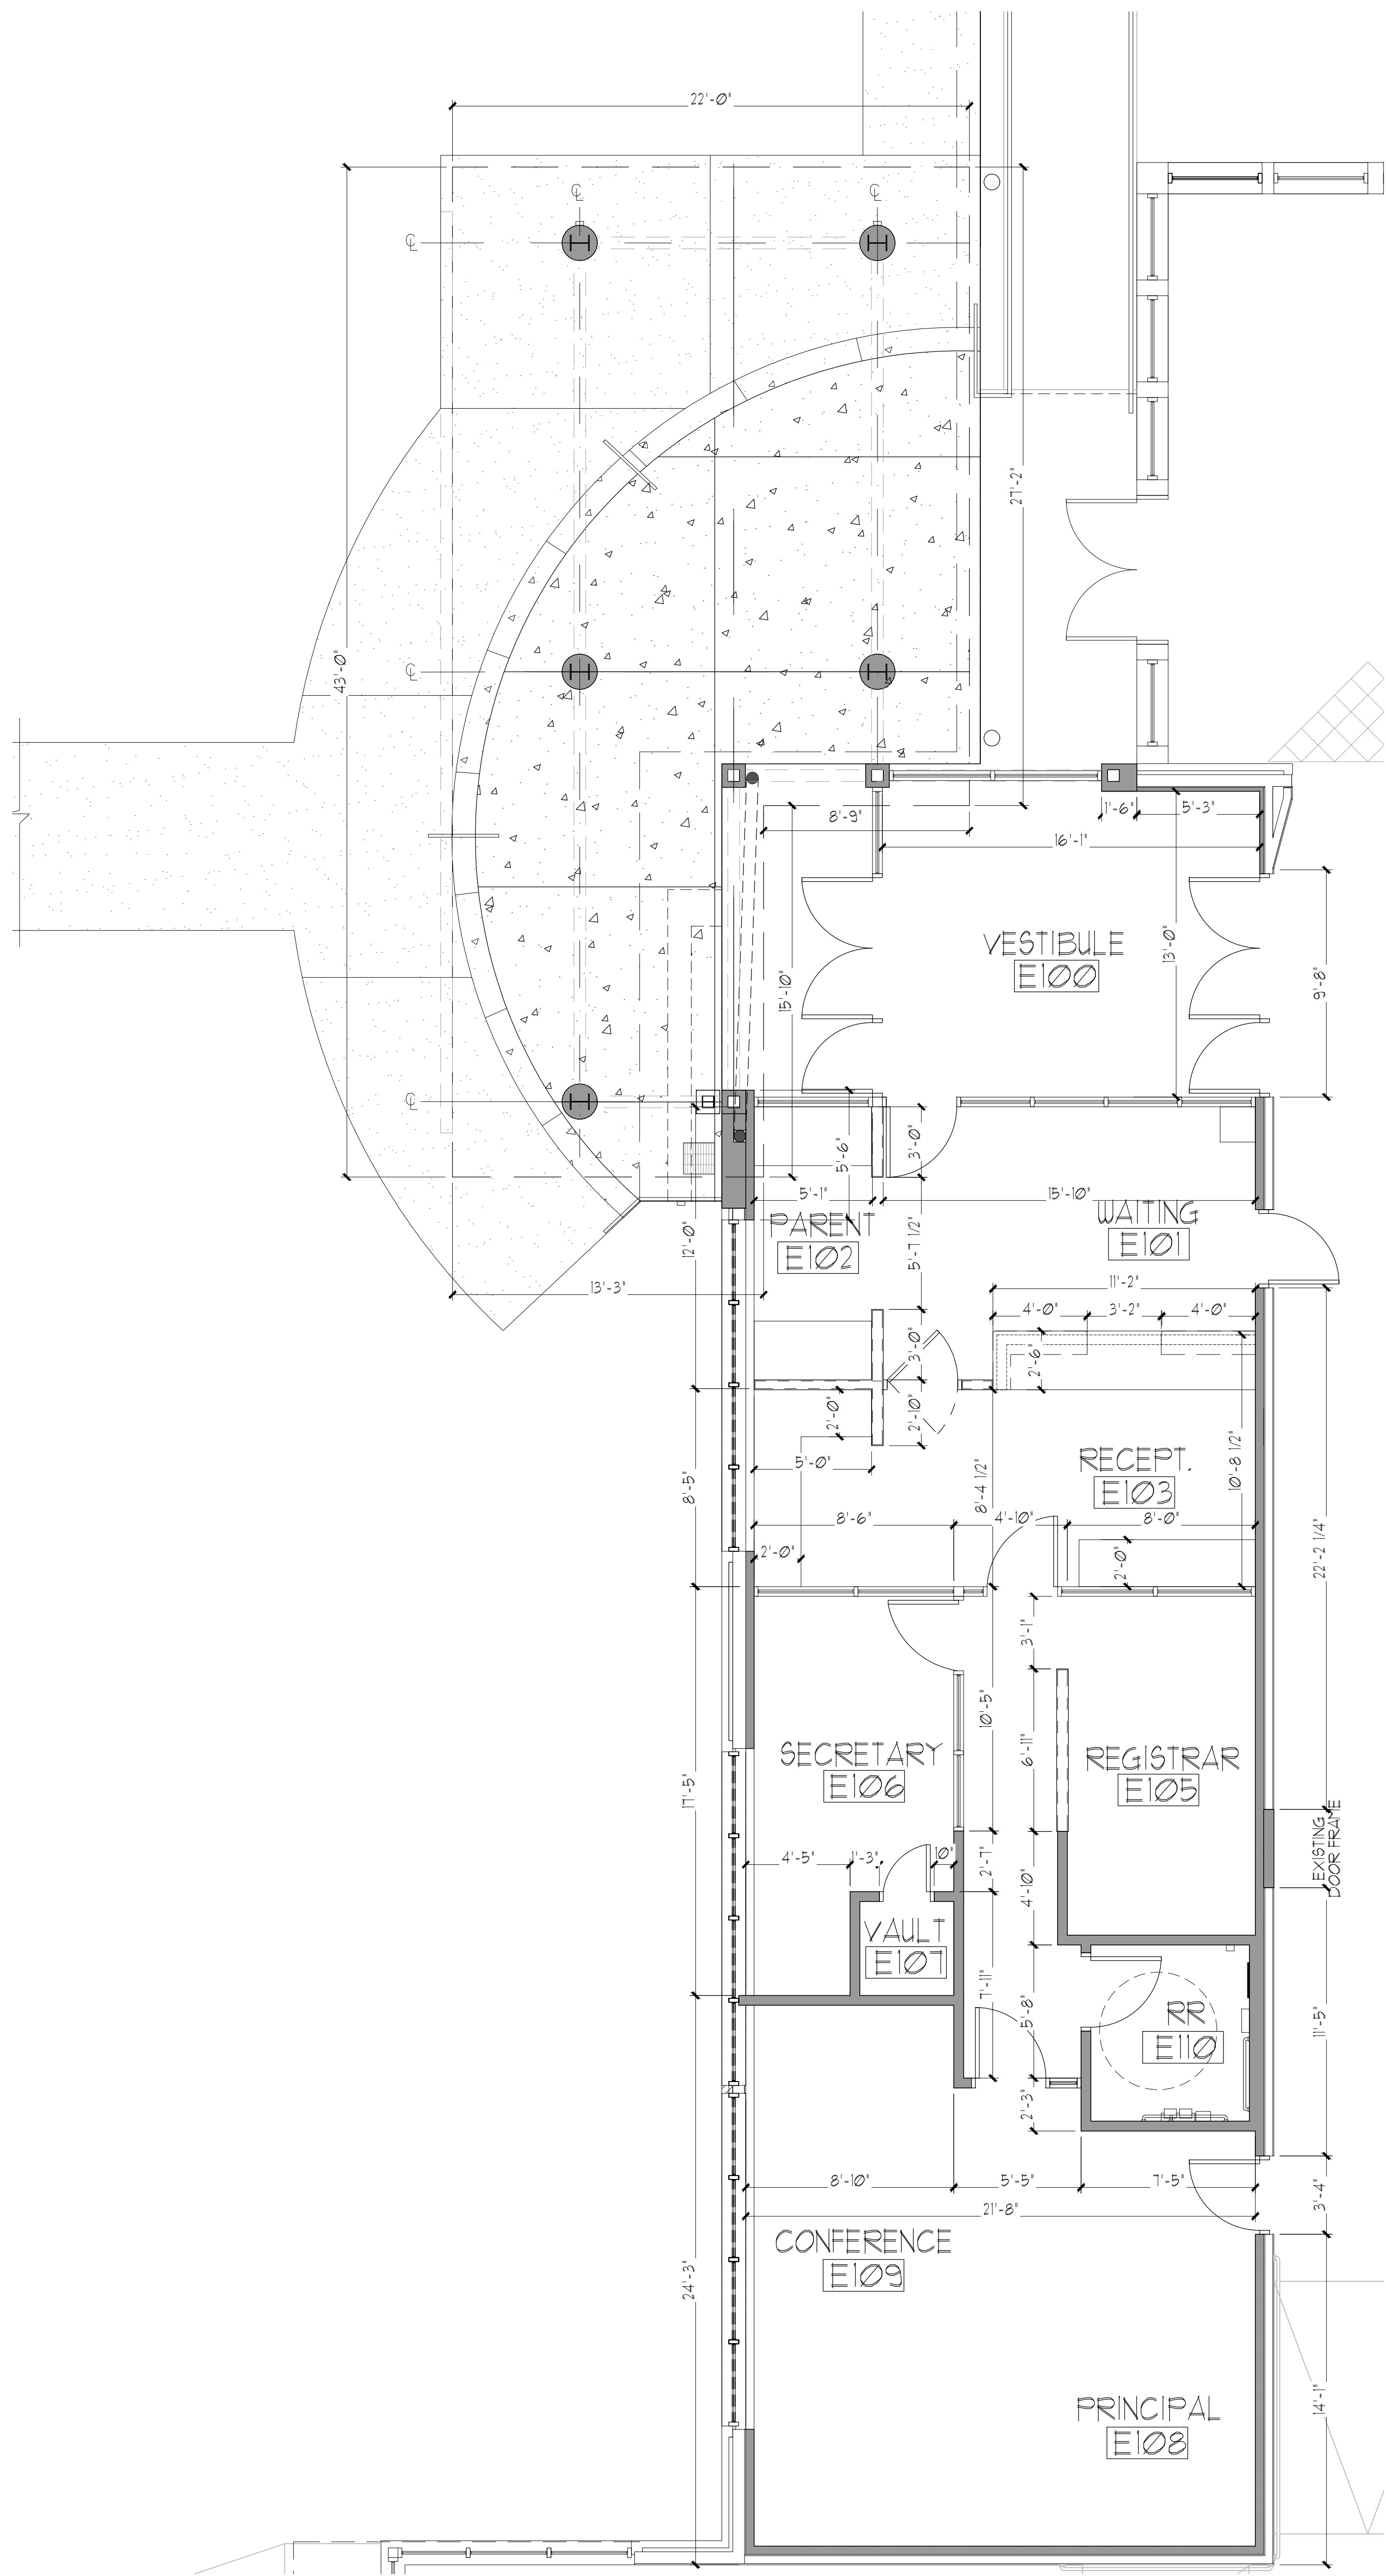 22'-0"
℄
℄
℄
27'-2"
43'-0"
℄
1'-6"
5'-3"
8'-9"
16'-1"
VESTIBULE
E100
13'-0"
15'-10"
9'-8"
℄
5'-6"
3'-0"
5'-1"
15'-10"
PARENT
E102
WAITING
E101
12'-0"
5'-7 1/2"
13'-3"
11'-2"
4'-0"
3'-2"
4'-0"
3'-0"
2'-6"
2'-0"
2'-10"
5'-0"
RECEPT.
E103
8'-5"
8'-4 1/2"
10'-8 1/2"
8'-6"
4'-10"
8'-0"
2'-0"
2'-0"
22'-2 1/4"
3'-1"
10'-5"
6'-11"
SECRETARY
E106
REGISTRAR
E105
17'-5"
EXISTING
DOOR FRAME
4'-5"
1'-3"
10"
2'-7"
4'-10"
VAULT
E107
7'-11"
5'-8"
RR
E110
11'-5"
2'-3"
8'-10"
5'-5"
7'-5"
3'-4"
21'-8"
CONFERENCE
E109
24'-3"
PRINCIPAL
E108
14'-1"